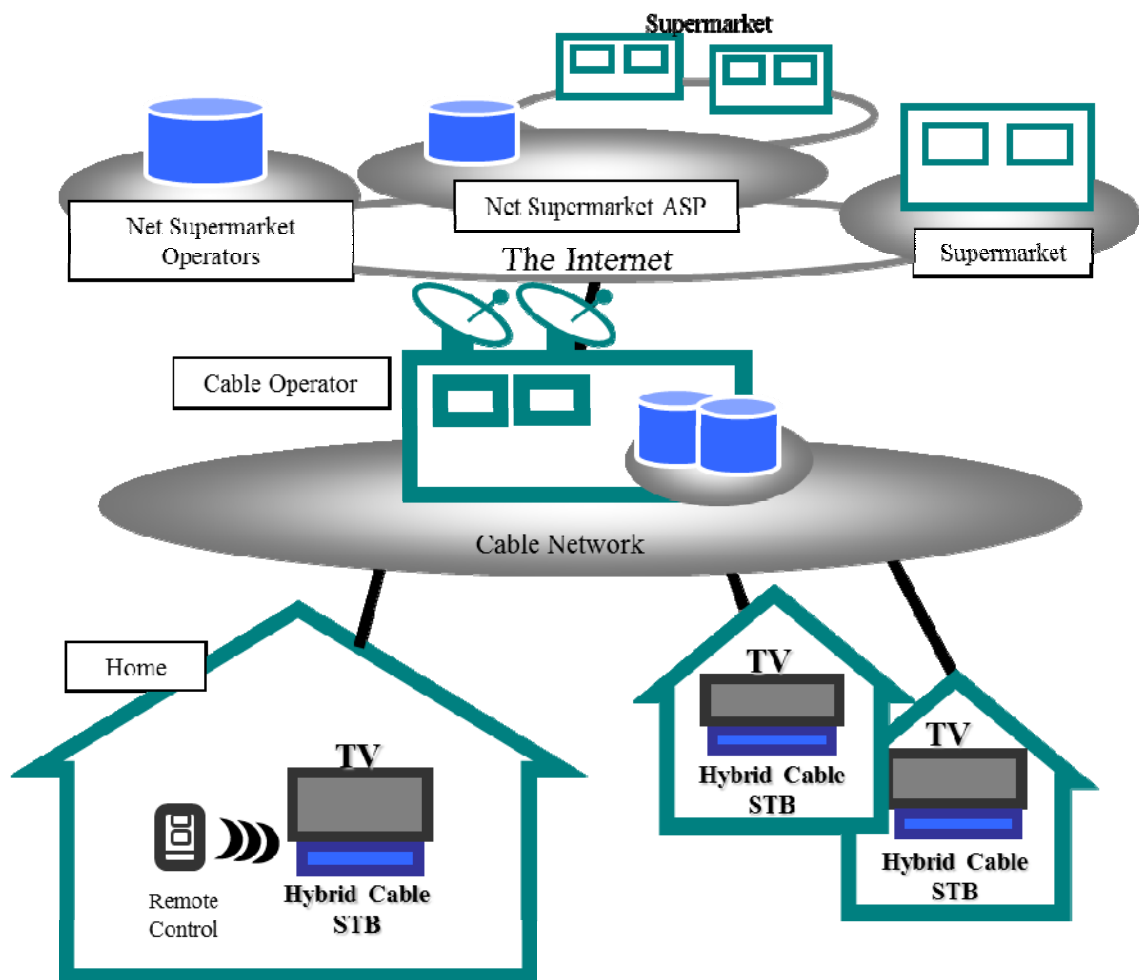 Supermarket
Net Supermarket
Operators
Net Supermarket ASP
The Internet
Supermarket
Cable Operator
Cable Network
Home
TV
Hybrid Cable
STB
Remote
Control
TV
Hybrid Cable
STB
TV
Hybrid Cable
STB